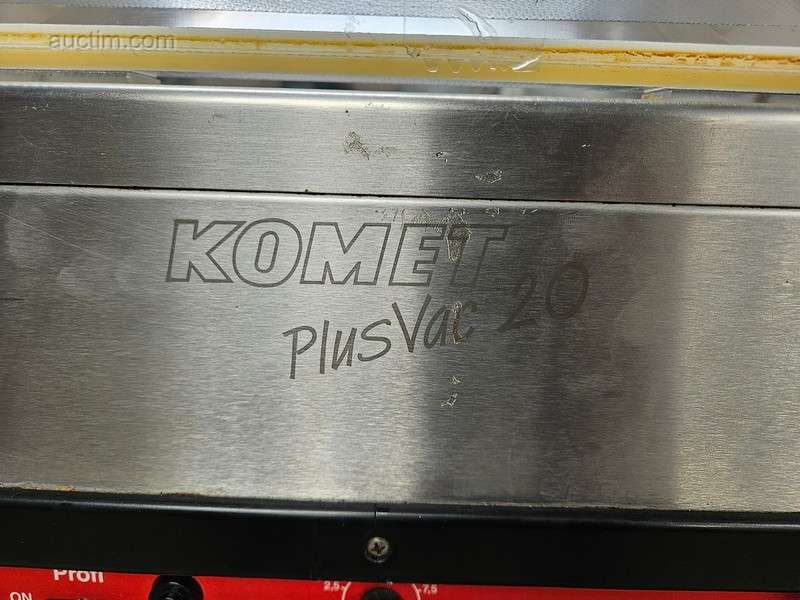 auctim.com
KOMET
PlusVac 20
Profi
ON
2,5
7,5